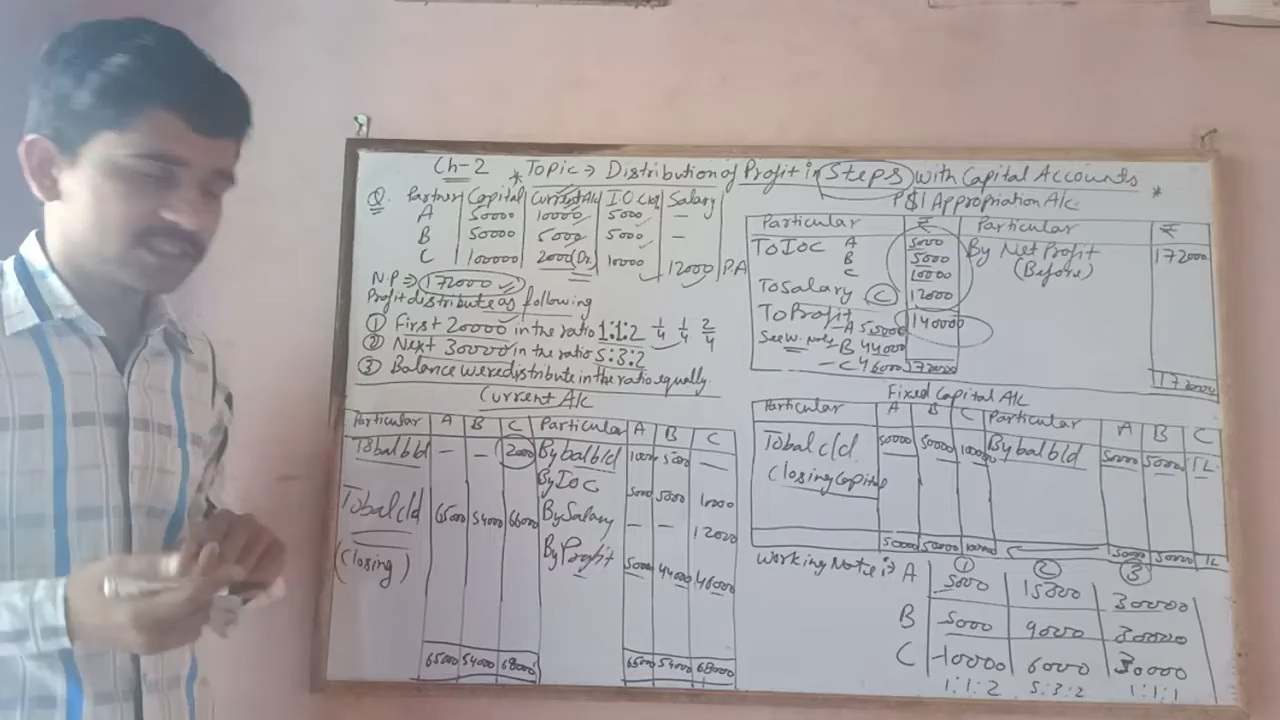 Ch-2 * Topic → Distribution of Profit in Steps with Capital Accounts *
Q. Partner Capital Current A/c I.O Cap Salary
A 50000 10000 5000 —
B 50000 5000 5000 —
C 100000 2000 (Dr.) 10000 12000 P.A
N.P ⇒ 172000
Profit distribute as following
① First 20000 in the ratio 1:1:2 1/4 1/4 2/4
② Next 30000 in the ratio 5:3:2
③ Balance were distribute in the ratio equally.
P&l Appropriation A/c
Particular ₹ Particular ₹
To IOC A 5000 By Net Profit 172000
B 5000 (Before)
C 10000
To Salary C 12000
To Profit 140000
—A 50000
See w. Note B 44000
—C 46000 172000 172000
Current A/c
Particular A B C Particular A B C
To bal b/d — — 2000 By bal b/d 10000 5000 —
By IOC 5000 5000 10000
To bal c/d 65000 54000 66000 By Salary — — 12000
(Closing) By Profit 50000 44000 46000
65000 54000 68000 65000 54000 68000
Fixed Capital A/c
Particular A B C Particular A B C
To bal c/d 50000 50000 100000 By bal b/d 50000 50000 1L
Closing Capital
50000 50000 100000 50000 50000 1L
Working Note :→ ① ② ③
A 5000 15000 30000
B 5000 9000 30000
C 10000 6000 30000
1:1:2 5:3:2 1:1:1